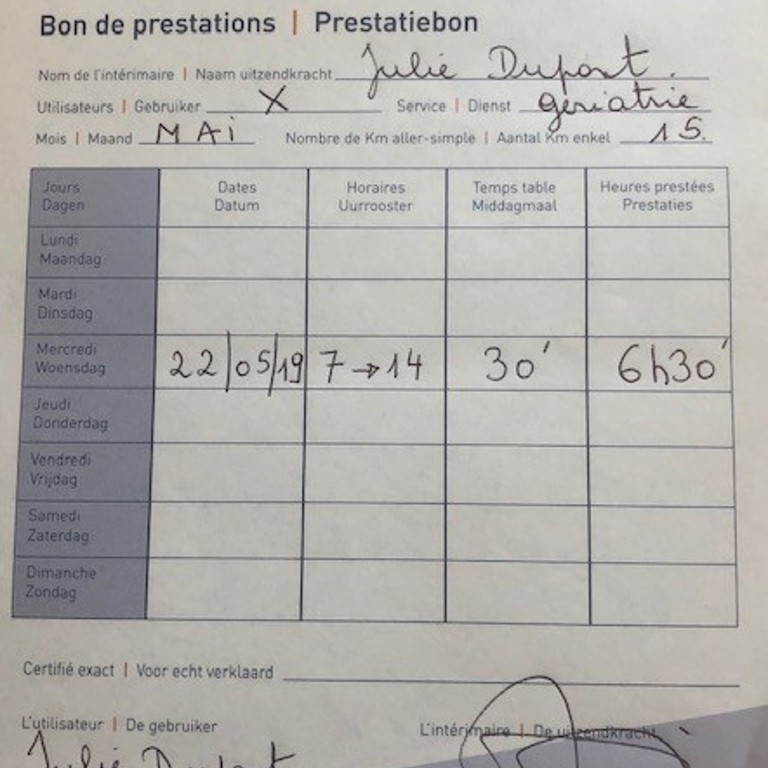 Bon de prestations | Prestatiebon
Nom de l'intérimaire | Naam uitzendkracht Julie Dupont.
Utilisateurs | Gebruiker X Service | Dienst gériatrie
Mois | Maand MAi Nombre de Km aller-simple | Aantal Km enkel 15.
Jours Dates Horaires Temps table Heures prestées
Dagen Datum Uurrooster Middagmaal Prestaties
Lundi
Maandag
Mardi
Dinsdag
Mercredi
Woensdag 22/05/19 7→14 30' 6h30'
Jeudi
Donderdag
Vendredi
Vrijdag
Samedi
Zaterdag
Dimanche
Zondag
Certifié exact | Voor echt verklaard
L'utilisateur | De gebruiker L'intérimaire | De uitzendkracht
Julie Dupont